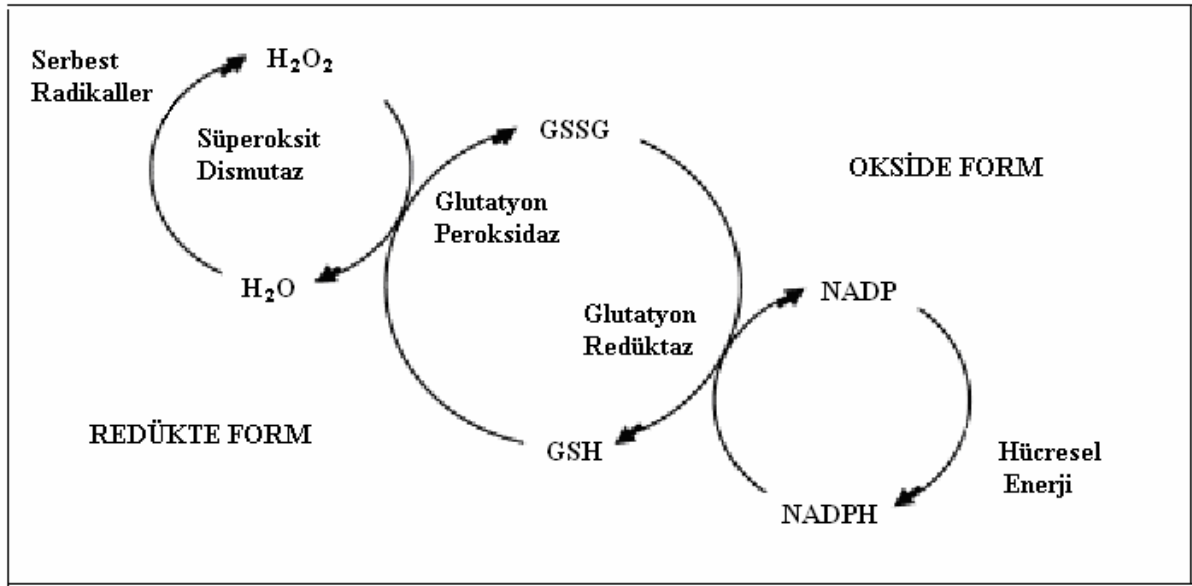 Serbest
Radikaller
H₂O₂
Süperoksit
Dismutaz
GSSG
OKSİDE FORM
Glutatyon
Peroksidaz
H₂O
NADP
Glutatyon
Redüktaz
REDÜKTE FORM
GSH
Hücresel
Enerji
NADPH